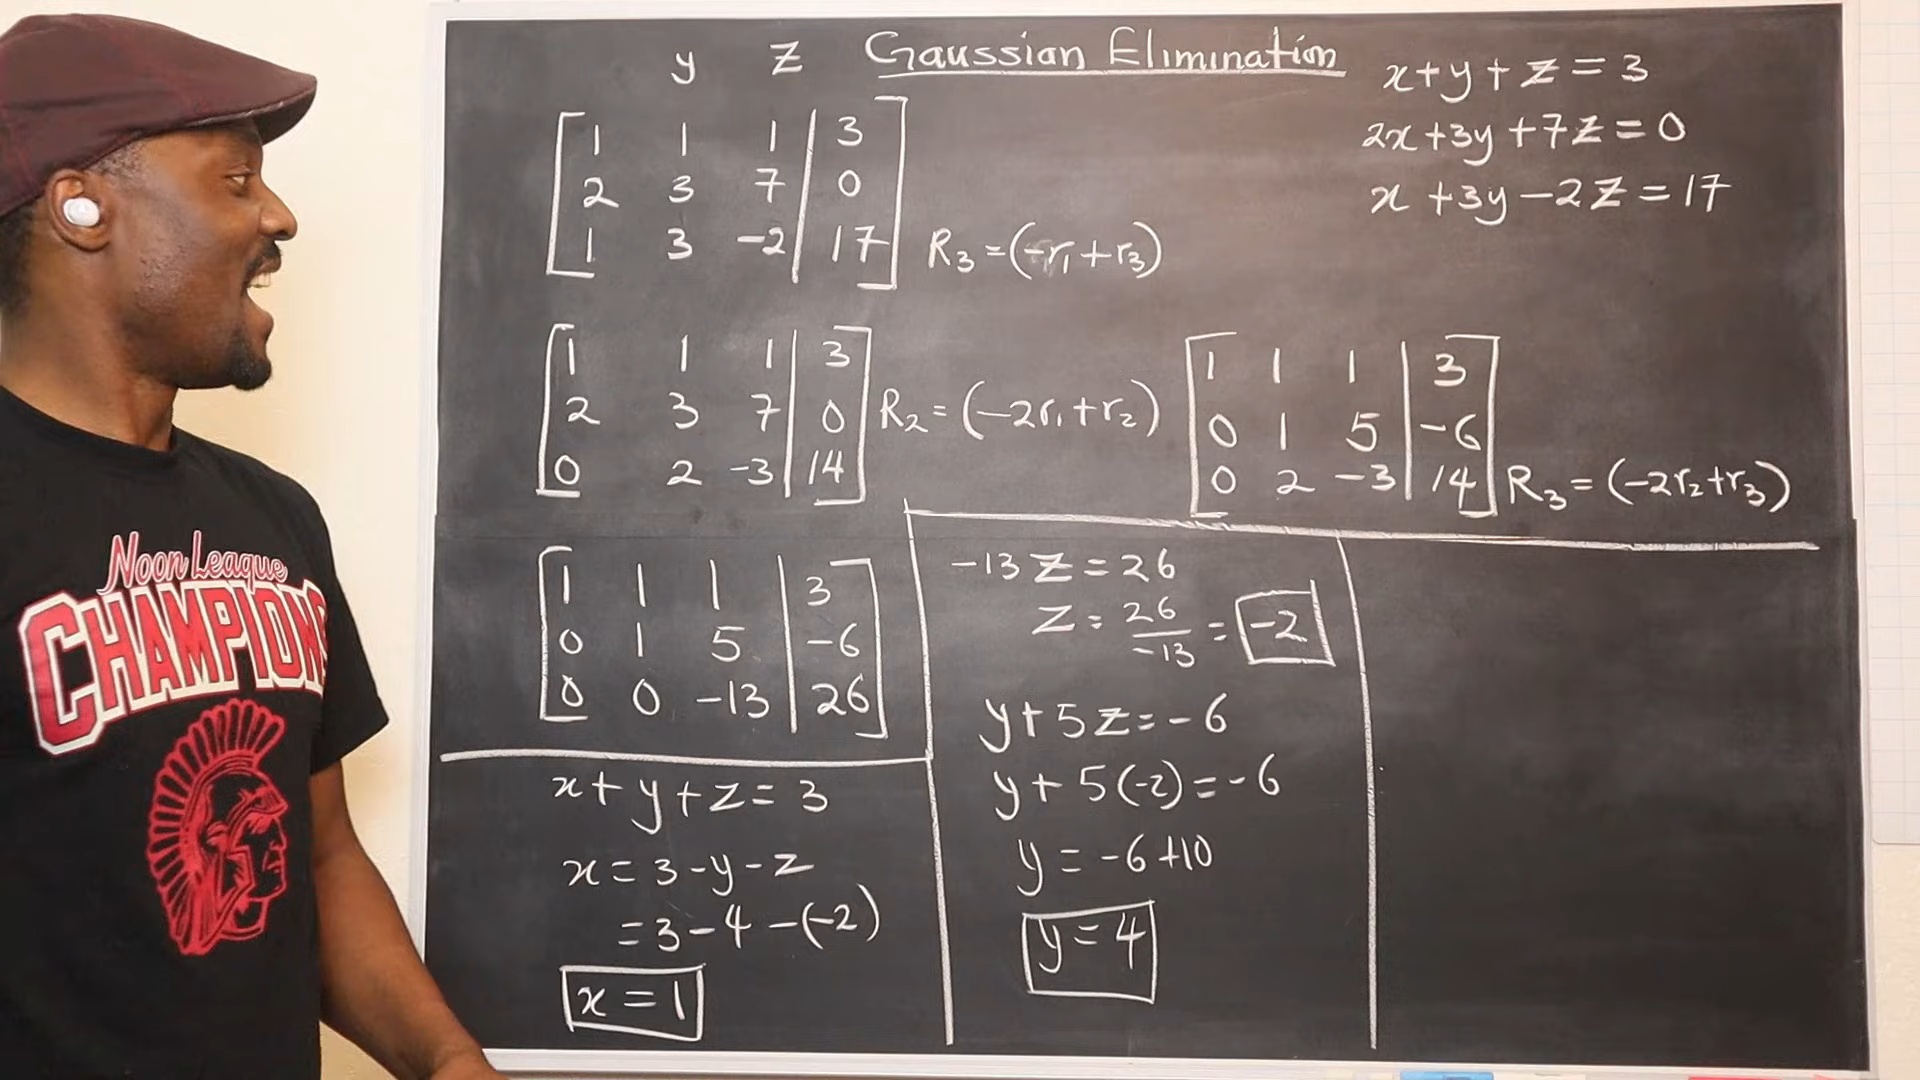 y z Gaussian Elimination
x+y+z=3
2x+3y+7z=0
x+3y-2z=17
1 1 1 | 3
2 3 7 | 0
1 3 -2 | 17 R₃=(-r₁+r₃)
1 1 1 | 3
2 3 7 | 0 R₂=(-2r₁+r₂)
0 2 -3 | 14
1 1 1 | 3
0 1 5 | -6
0 2 -3 | 14 R₃=(-2r₂+r₃)
1 1 1 | 3
0 1 5 | -6
0 0 -13 | 26
-13z=26
z=26/-13=-2
y+5z=-6
y+5(-2)=-6
y=-6+10
y=4
x+y+z=3
x=3-y-z
=3-4-(-2)
x=1
Noon League
CHAMPIONS